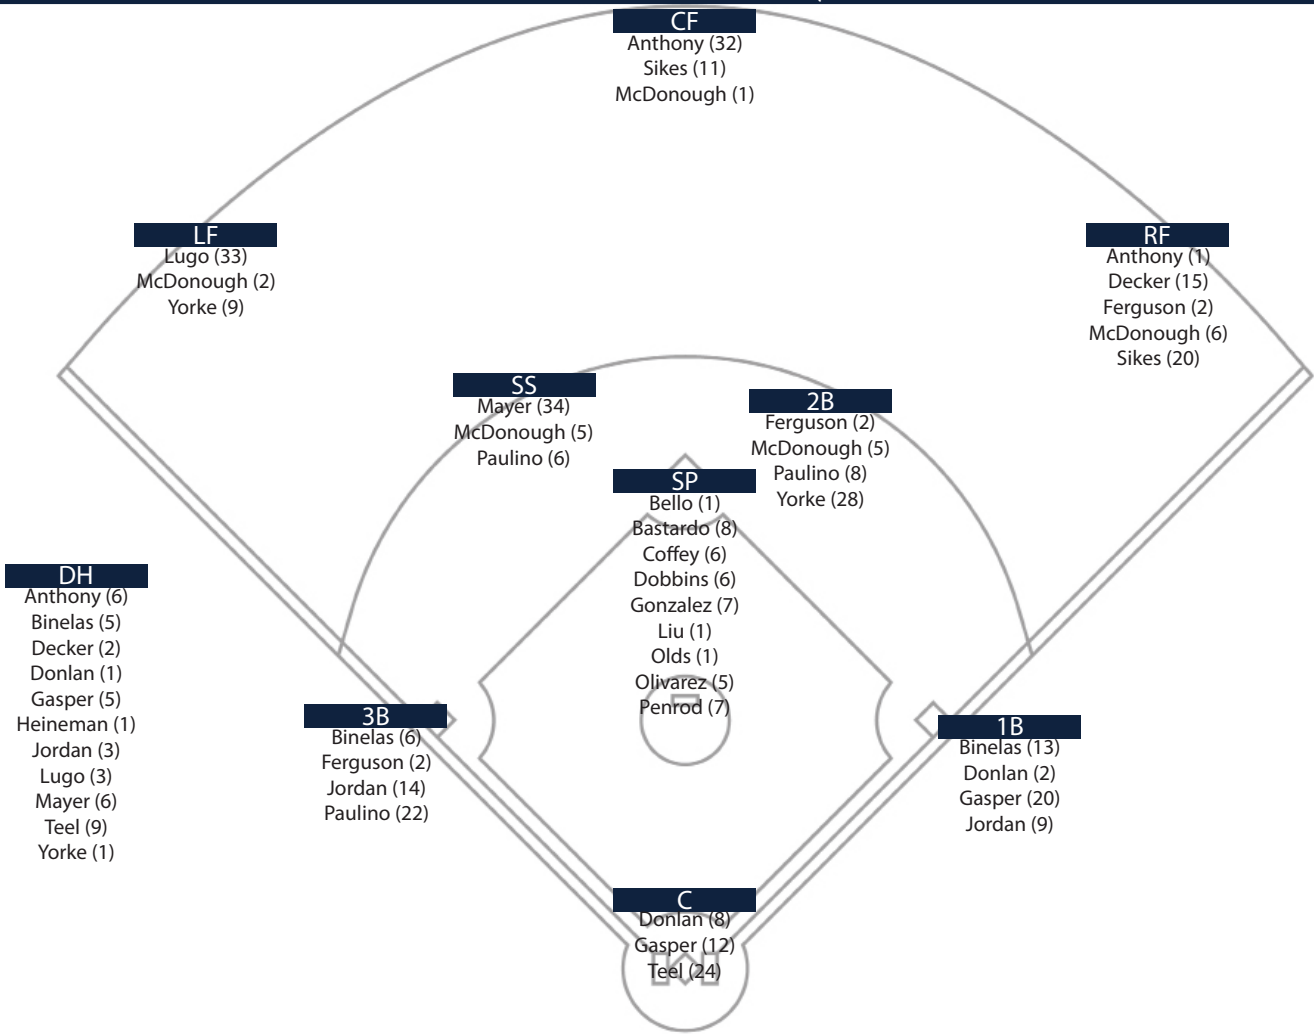 CF
Anthony (32)
Sikes (11)
McDonough (1)
LF
Lugo (33)
McDonough (2)
Yorke (9)
RF
Anthony (1)
Decker (15)
Ferguson (2)
McDonough (6)
Sikes (20)
SS
Mayer (34)
McDonough (5)
Paulino (6)
2B
Ferguson (2)
McDonough (5)
Paulino (8)
Yorke (28)
SP
Bello (1)
Bastardo (8)
Coffey (6)
Dobbins (6)
Gonzalez (7)
Liu (1)
Olds (1)
Olivarez (5)
Penrod (7)
DH
Anthony (6)
Binelas (5)
Decker (2)
Donlan (1)
Gasper (5)
Heineman (1)
Jordan (3)
Lugo (3)
Mayer (6)
Teel (9)
Yorke (1)
3B
Binelas (6)
Ferguson (2)
Jordan (14)
Paulino (22)
1B
Binelas (13)
Donlan (2)
Gasper (20)
Jordan (9)
C
Donlan (8)
Gasper (12)
Teel (24)